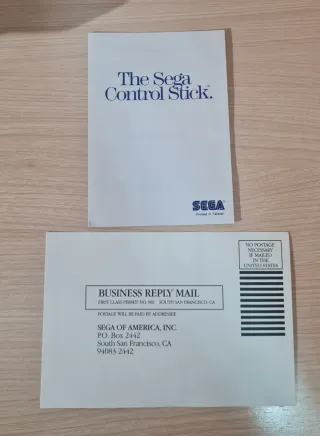 The Sega
Control Stick.
SEGA
Printed in Taiwan
NO POSTAGE
NECESSARY
IF MAILED
IN THE
UNITED STATES
BUSINESS REPLY MAIL
FIRST CLASS PERMIT NO. 802 SOUTH SAN FRANCISCO, CA
POSTAGE WILL BE PAID BY ADDRESSEE
SEGA OF AMERICA, INC
P.O. Box 2442
South San Francisco, CA
94083-2442